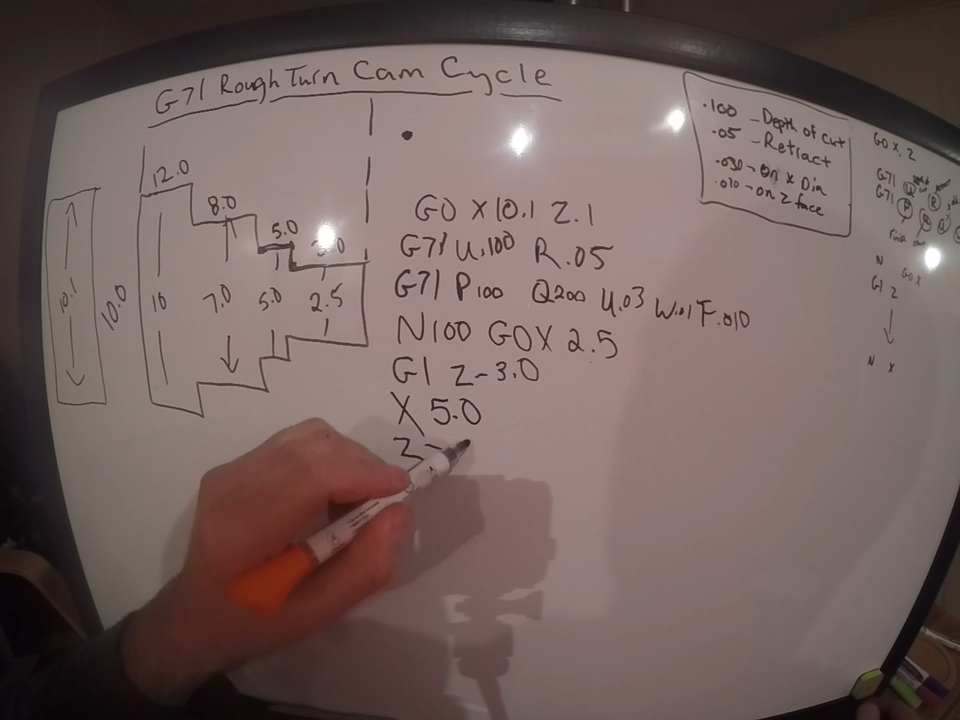 G71 Rough Turn Cam Cycle
.100 - Depth of cut
.05 - Retract
.030 - on x Dia
.010 - on z face
G0 X, Z
G71
G71
P
N G0X
G1 Z
N X
12.0
8.0
5.0
10.1
10.0
10
7.0
5.0
2.5
G0 X10.1 Z.1
G71 U.100 R.05
G71 P100 Q200 U.03 W.01 F.010
N100 G0X 2.5
G1 Z-3.0
X 5.0
Z-